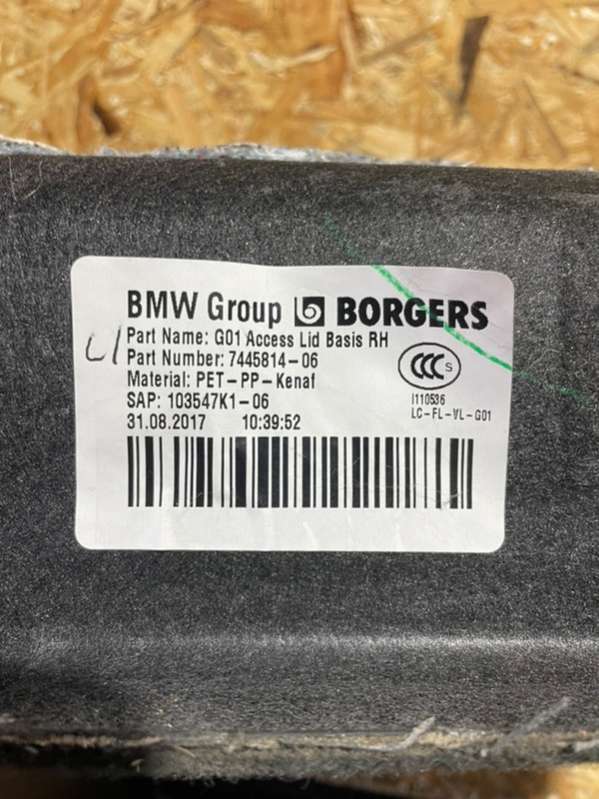 BMW Group BORGERS
Part Name: G01 Access Lid Basis RH
Part Number: 7445814-06
Material: PET-PP-Kenaf
SAP: 103547K1-06
31.08.2017 10:39:52
CCC S
I110536
LC-FL-VL-G01